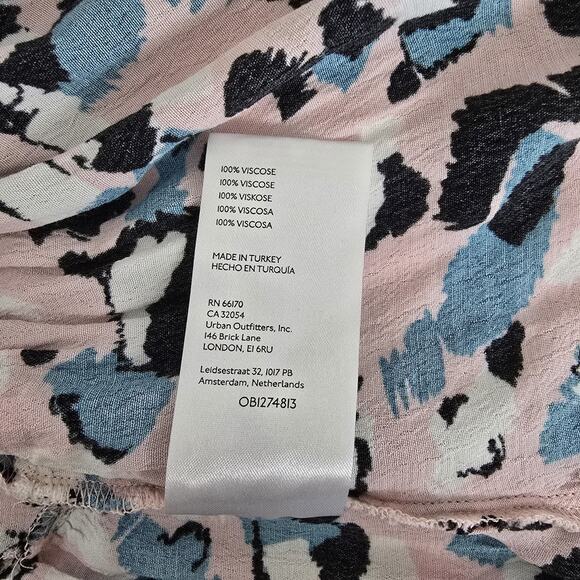 100% VISCOSE
100% VISCOSE
100% VISKOSE
100% VISCOSA
100% VISCOSA
MADE IN TURKEY
HECHO EN TURQUÍA
RN 66170
CA 32054
Urban Outfitters, Inc.
146 Brick Lane
LONDON, E1 6RU
Leidsestraat 32, 1017 PB
Amsterdam, Netherlands
OB1274813